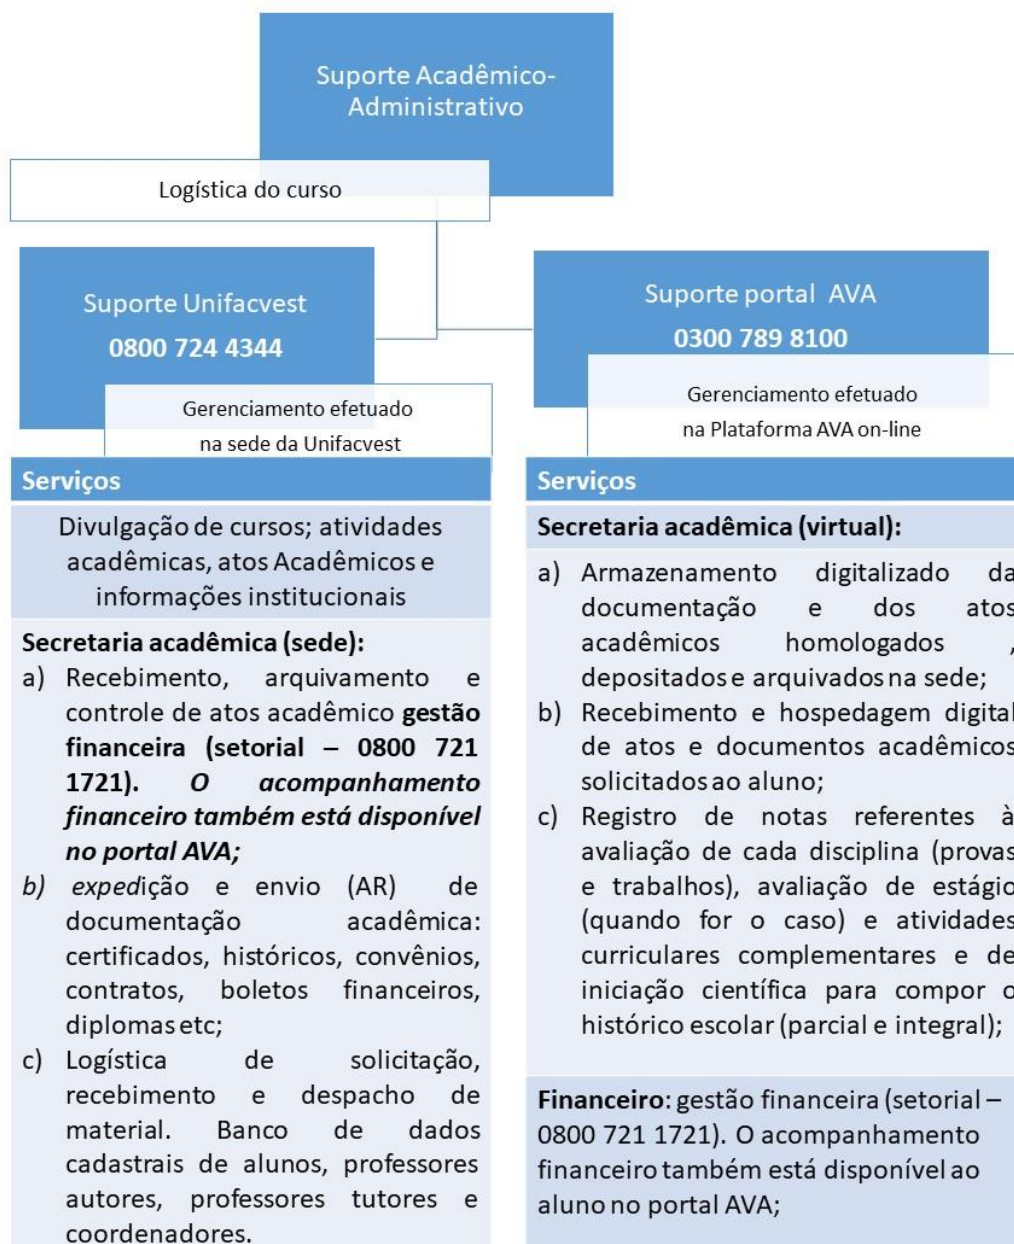 Suporte Acadêmico-
Administrativo
Logística do curso
Suporte Unifacvest
0800 724 4344
Gerenciamento efetuado
na sede da Unifacvest
Suporte portal AVA
0300 789 8100
Gerenciamento efetuado
na Plataforma AVA on-line
Serviços
Divulgação de cursos; atividades
acadêmicas, atos Acadêmicos e
informações institucionais
Secretaria acadêmica (sede):
a) Recebimento, arquivamento e
controle de atos acadêmico gestão
financeira (setorial – 0800 721
1721). O acompanhamento
financeiro também está disponível
no portal AVA;
b) expedição e envio (AR) de
documentação acadêmica:
certificados, históricos, convênios,
contratos, boletos financeiros,
diplomas etc;
c) Logística de solicitação,
recebimento e despacho de
material. Banco de dados
cadastrais de alunos, professores
autores, professores tutores e
coordenadores.
Serviços
Secretaria acadêmica (virtual):
a) Armazenamento digitalizado da
documentação e dos atos
acadêmicos homologados ,
depositados e arquivados na sede;
b) Recebimento e hospedagem digital
de atos e documentos acadêmicos
solicitados ao aluno;
c) Registro de notas referentes à
avaliação de cada disciplina (provas
e trabalhos), avaliação de estágio
(quando for o caso) e atividades
curriculares complementares e de
iniciação científica para compor o
histórico escolar (parcial e integral);
Financeiro: gestão financeira (setorial –
0800 721 1721). O acompanhamento
financeiro também está disponível ao
aluno no portal AVA;